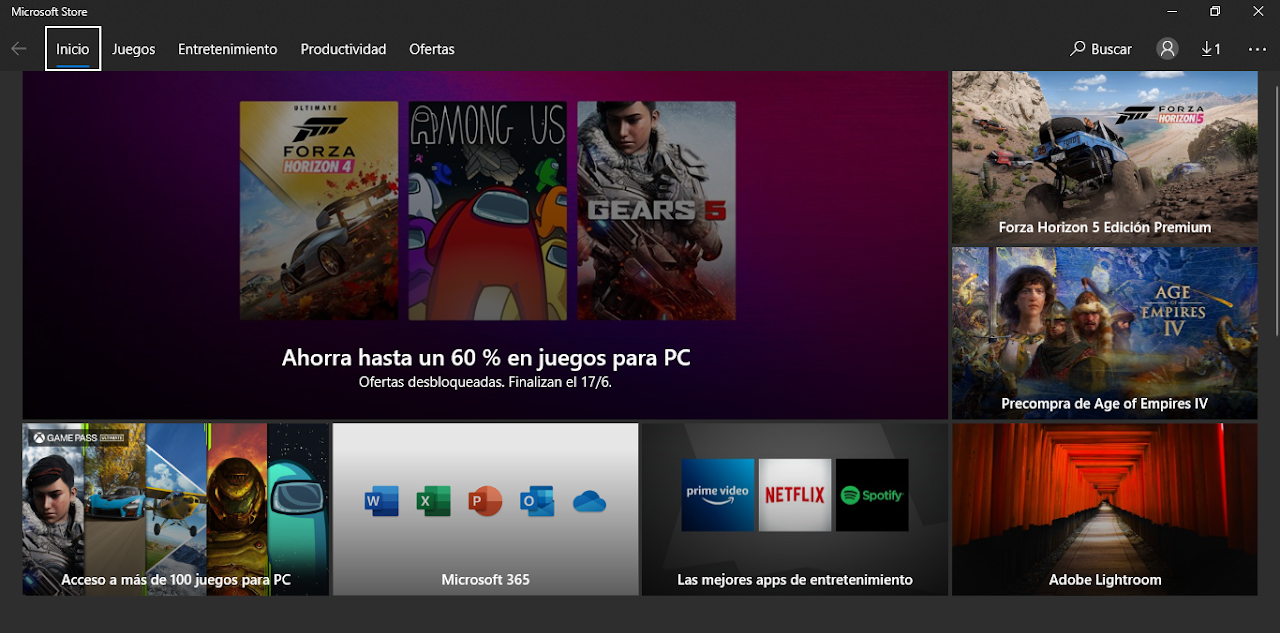 Microsoft Store
Inicio
Juegos
Entretenimiento
Productividad
Ofertas
Buscar
1
ULTIMATE
FORZA
HORIZON 4
AMONG US
GEARS 5
Ahorra hasta un 60 % en juegos para PC
Ofertas desbloqueadas. Finalizan el 17/6.
FORZA
HORIZON 5
Forza Horizon 5 Edición Premium
AGE
OF
EMPIRES
IV
Precompra de Age of Empires IV
GAME PASS ULTIMATE
Acceso a más de 100 juegos para PC
W
X
P
O
Microsoft 365
prime video
NETFLIX
Spotify
Las mejores apps de entretenimiento
Adobe Lightroom